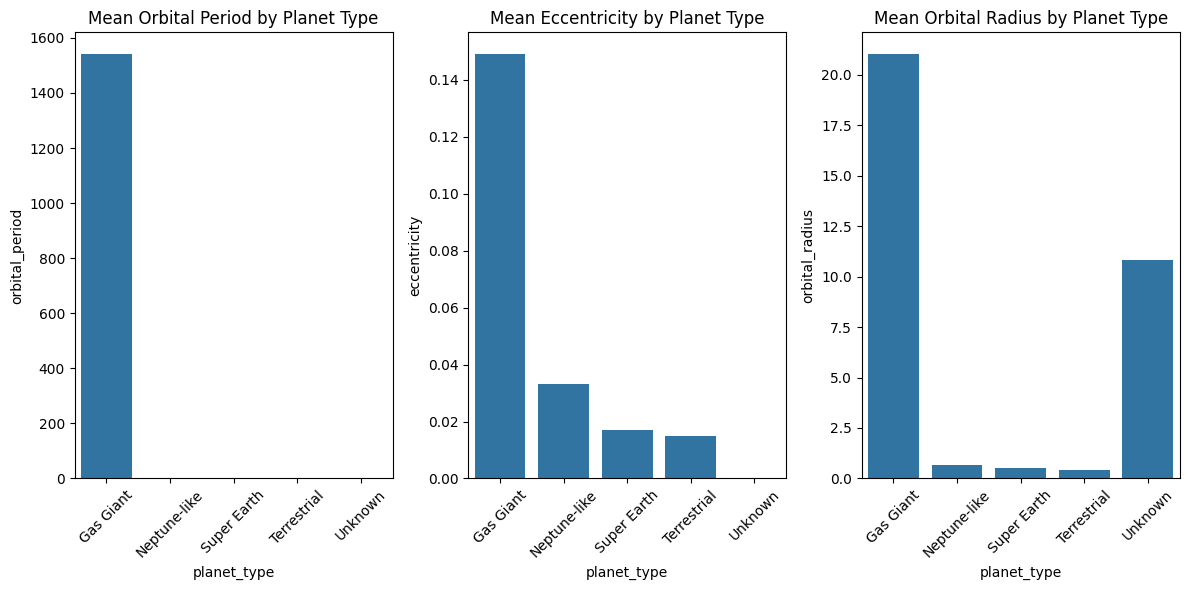 Mean Orbital Period by Planet Type
1600
1400
1200
1000
800
600
400
200
0
orbital_period
Gas Giant
Neptune-like
Super Earth
Terrestrial
Unknown
planet_type
Mean Eccentricity by Planet Type
0.14
0.12
0.10
0.08
0.06
0.04
0.02
0.00
eccentricity
Gas Giant
Neptune-like
Super Earth
Terrestrial
Unknown
planet_type
Mean Orbital Radius by Planet Type
20.0
17.5
15.0
12.5
10.0
7.5
5.0
2.5
0.0
orbital_radius
Gas Giant
Neptune-like
Super Earth
Terrestrial
Unknown
planet_type